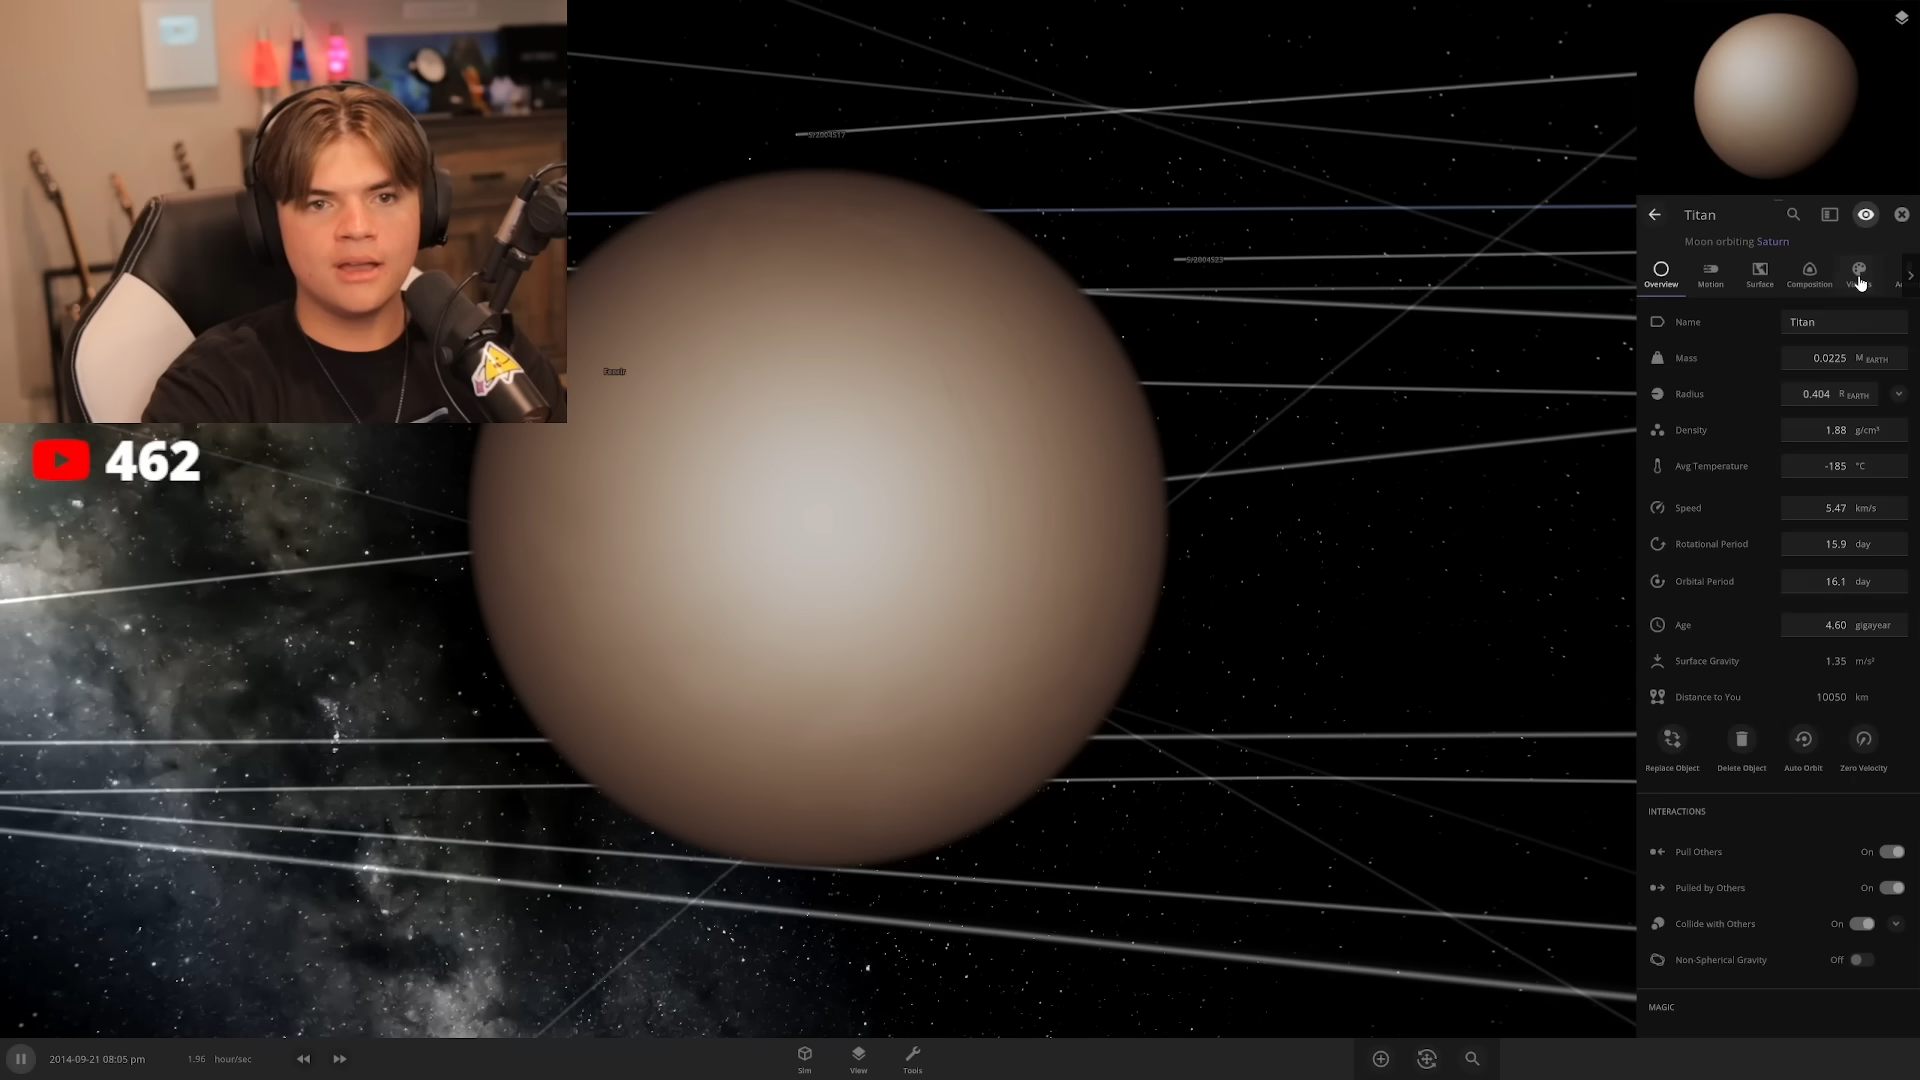 S/2004S17
Titan
Moon orbiting Saturn
S/2004S23
Overview
Motion
Surface
Composition
Name
Titan
Mass
0.0225 M EARTH
Fenrir
Radius
0.404 R EARTH
Density
1.88 g/cm³
462
Avg Temperature
-185 °C
Speed
5.47 km/s
Rotational Period
15.9 day
Orbital Period
16.1 day
Age
4.60 gigayear
Surface Gravity
1.35 m/s²
Distance to You
10050 km
Replace Object
Delete Object
Auto Orbit
Zero Velocity
INTERACTIONS
Pull Others
On
Pulled by Others
On
Collide with Others
On
Non-Spherical Gravity
Off
MAGIC
2014-09-21 08:05 pm
1.96 hour/sec
Sim
View
Tools